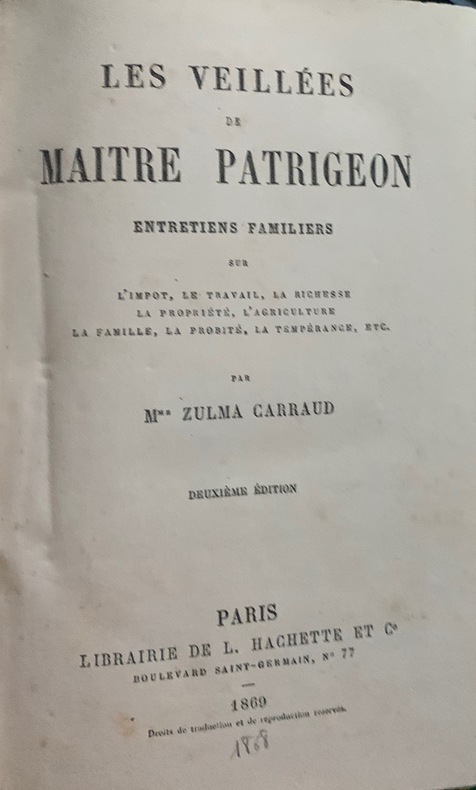 LES VEILLÉES
DE
MAITRE PATRIGEON
ENTRETIENS FAMILIERS
SUR
L'IMPOT, LE TRAVAIL, LA RICHESSE
LA PROPRIÉTÉ, L'AGRICULTURE
LA FAMILLE, LA PROBITÉ, LA TEMPÉRANCE, ETC.
PAR
Mme ZULMA CARRAUD
DEUXIÈME ÉDITION
PARIS
LIBRAIRIE DE L. HACHETTE ET Ce
BOULEVARD SAINT-GERMAIN, No 77
1869
Droits de traduction et de reproduction réservés.
1868